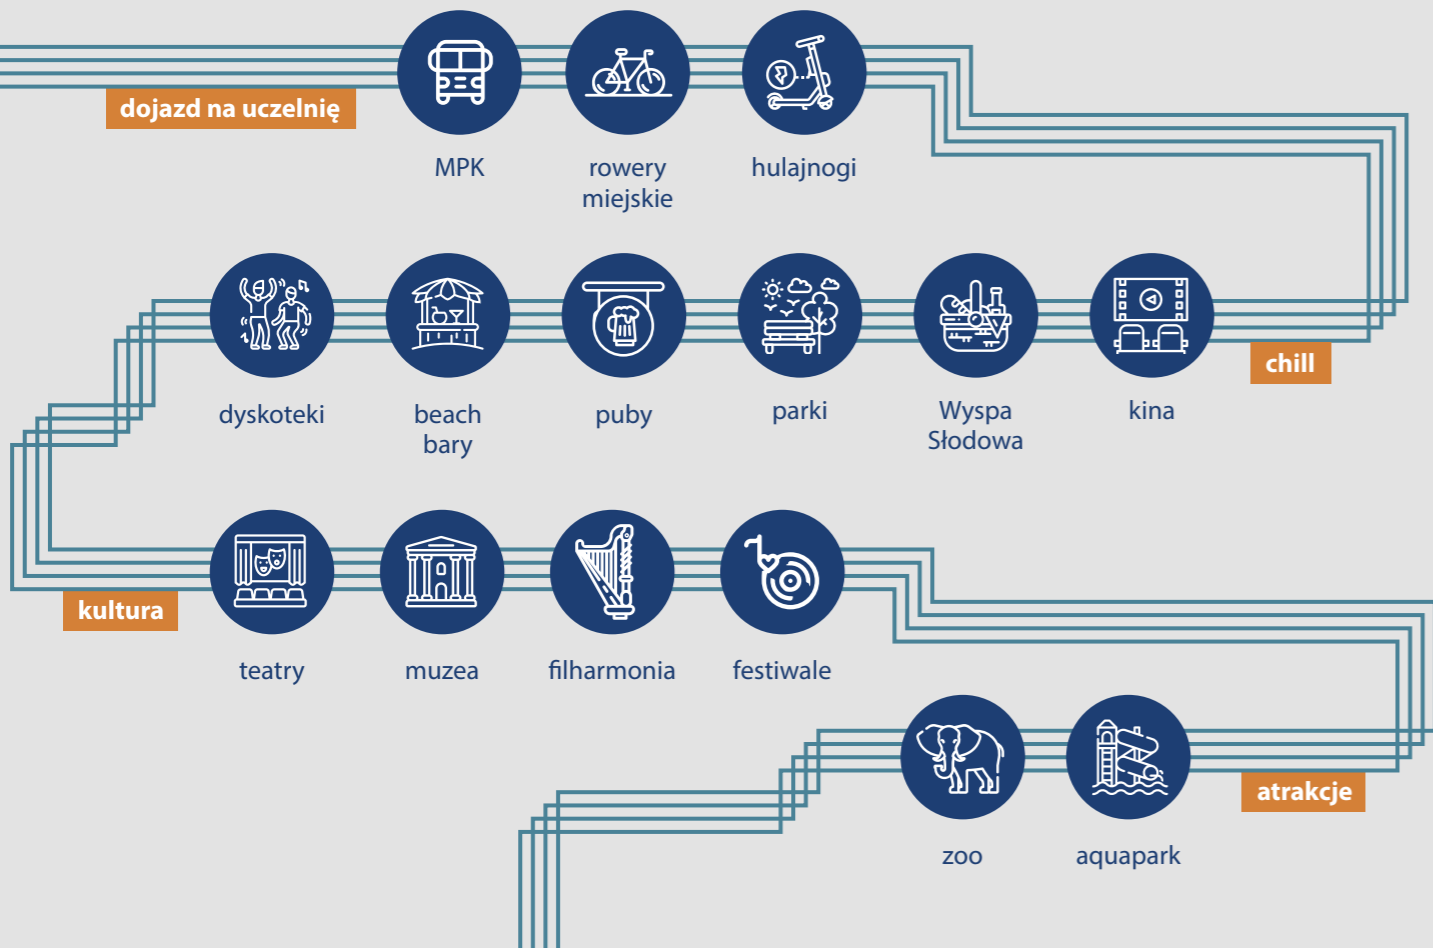 dojazd na uczelnię
MPK
rowery
miejskie
hulajnogi
dyskoteki
beach
bary
puby
parki
Wyspa
Słodowa
kina
chill
kultura
teatry
muzea
filharmonia
festiwale
zoo
aquapark
atrakcje